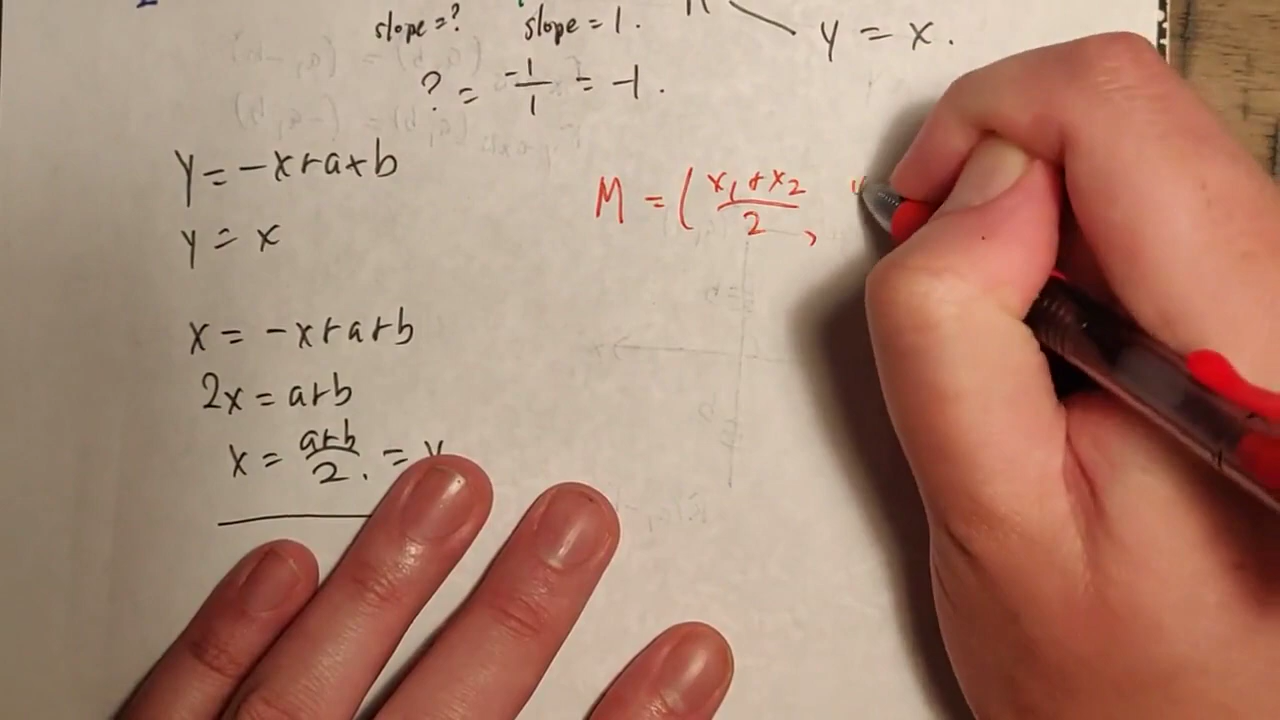 slope = ? slope = 1.
y = x.
? = -1/1 = -1.
y = -x+a+b
y = x
M = (x₁+x₂/2,
x = -x+a+b
2x = a+b
x = a+b/2. = y